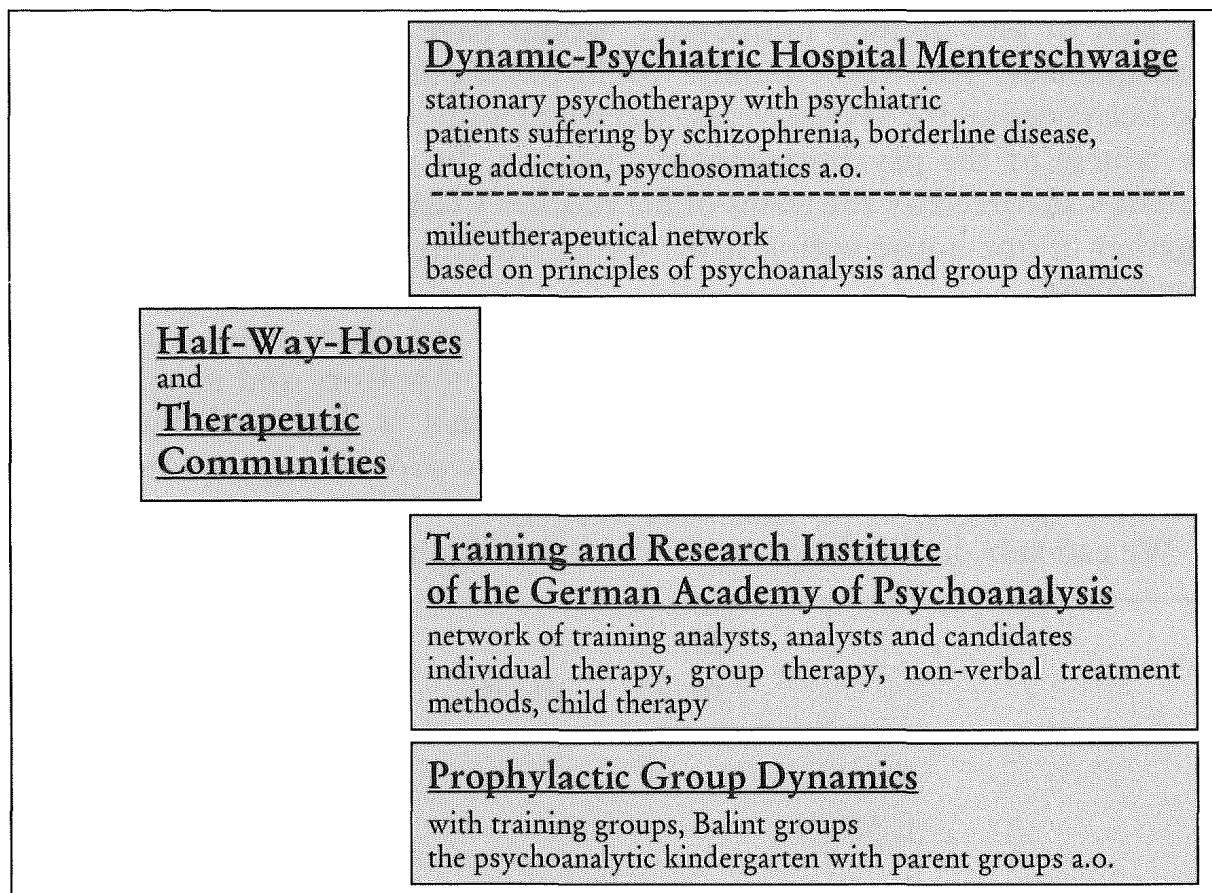 Dynamic-Psychiatric Hospital Menterschwaige
stationary psychotherapy with psychiatric
patients suffering by schizophrenia, borderline disease,
drug addiction, psychosomatics a.o.
milieutherapeutical network
based on principles of psychoanalysis and group dynamics
Half-Way-Houses
and
Therapeutic
Communities
Training and Research Institute
of the German Academy of Psychoanalysis
network of training analysts, analysts and candidates
individual therapy, group therapy, non-verbal treatment
methods, child therapy
Prophylactic Group Dynamics
with training groups, Balint groups
the psychoanalytic kindergarten with parent groups a.o.